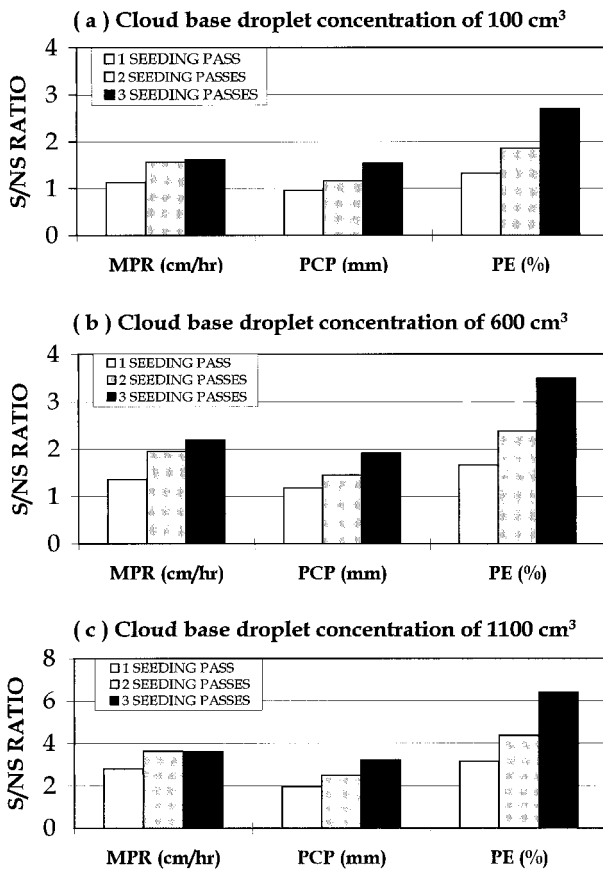 ( a ) Cloud base droplet concentration of 100 cm³
S/NS RATIO
4
3
2
1
0
1 SEEDING PASS
2 SEEDING PASSES
3 SEEDING PASSES
MPR (cm/hr) PCP (mm) PE (%)
( b ) Cloud base droplet concentration of 600 cm³
S/NS RATIO
4
3
2
1
0
1 SEEDING PASS
2 SEEDING PASSES
3 SEEDING PASSES
MPR (cm/hr) PCP (mm) PE (%)
( c ) Cloud base droplet concentration of 1100 cm³
S/NS RATIO
8
6
4
2
0
1 SEEDING PASS
2 SEEDING PASSES
3 SEEDING PASSES
MPR (cm/hr) PCP (mm) PE (%)